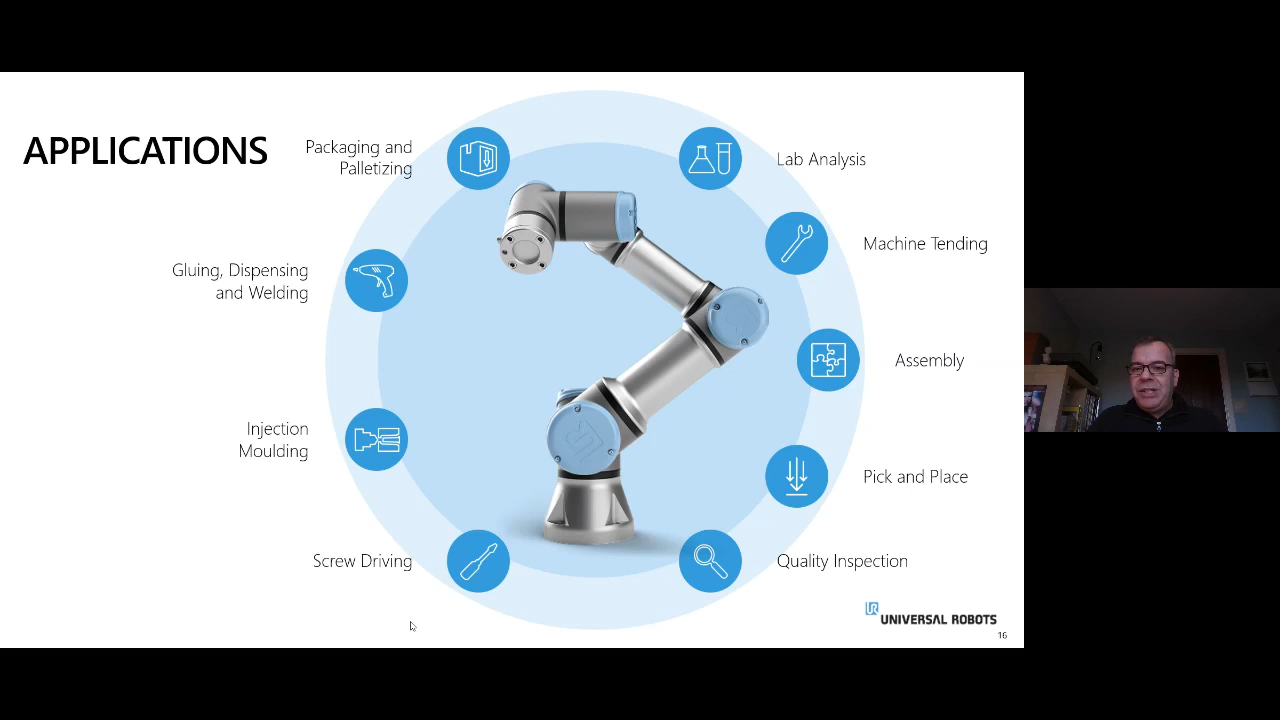 APPLICATIONS
Packaging and
Palletizing
Lab Analysis
Machine Tending
Gluing, Dispensing
and Welding
Assembly
Injection
Moulding
Pick and Place
Screw Driving
Quality Inspection
UR
UNIVERSAL ROBOTS
16